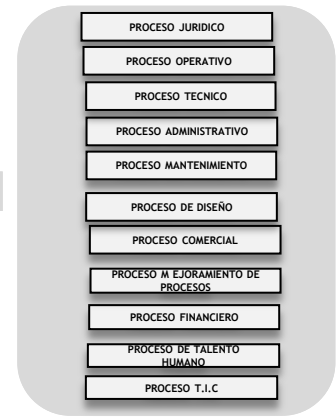 PROCESO JURIDICO
PROCESO OPERATIVO
PROCESO TECNICO
PROCESO ADMINISTRATIVO
PROCESO MANTENIMIENTO
PROCESO DE DISEÑO
PROCESO COMERCIAL
PROCESO M EJORAMIENTO DE
PROCESOS
PROCESO FINANCIERO
PROCESO DE TALENTO
HUMANO
PROCESO T.I.C